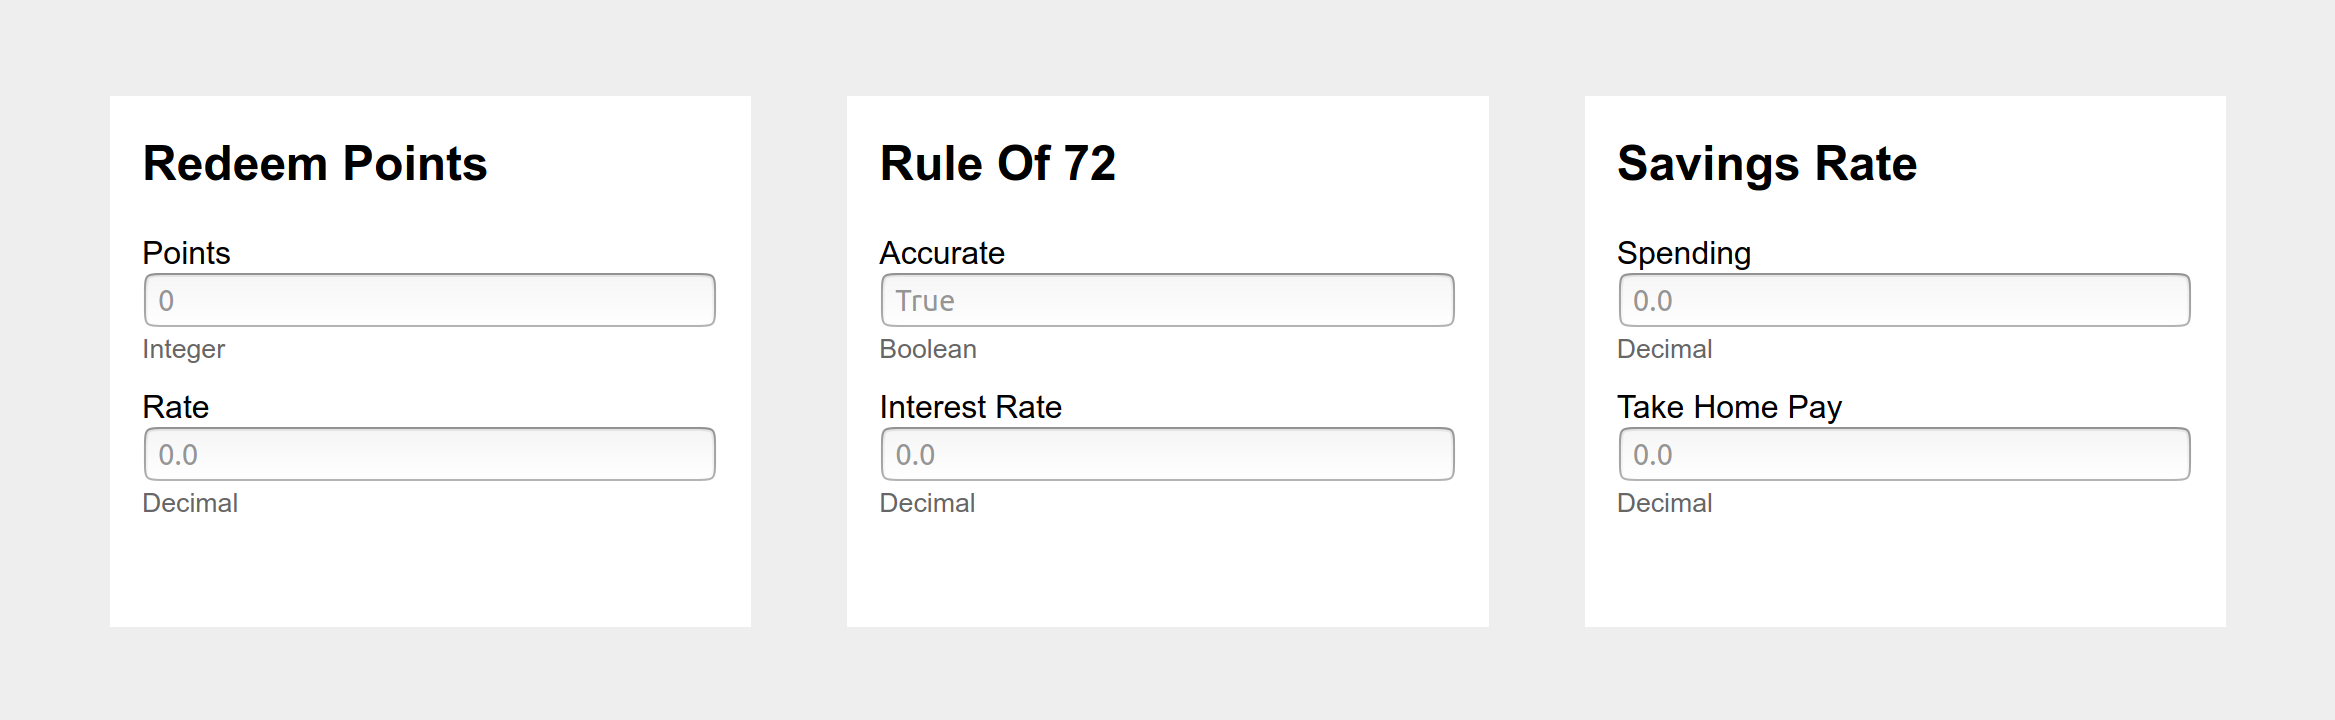 Redeem Points
Points
0
Integer
Rate
0.0
Decimal
Rule Of 72
Accurate
True
Boolean
Interest Rate
0.0
Decimal
Savings Rate
Spending
0.0
Decimal
Take Home Pay
0.0
Decimal